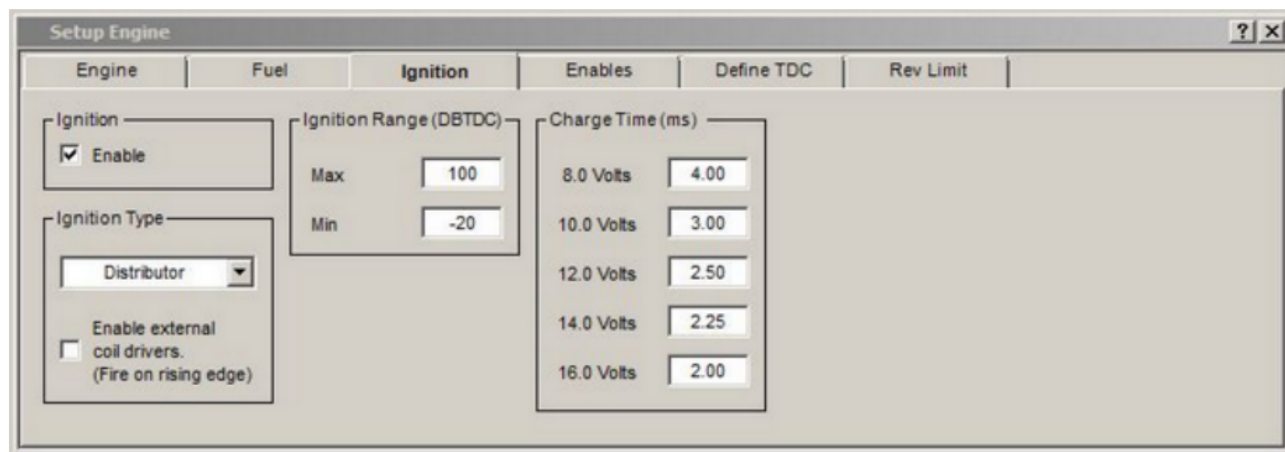 Setup Engine
Engine Fuel Ignition Enables Define TDC Rev Limit
Ignition
Enable
Ignition Type
Distributor
Enable external
coil drivers.
(Fire on rising edge)
Ignition Range (DBTDC)
Max 100
Min -20
Charge Time (ms)
8.0 Volts 4.00
10.0 Volts 3.00
12.0 Volts 2.50
14.0 Volts 2.25
16.0 Volts 2.00